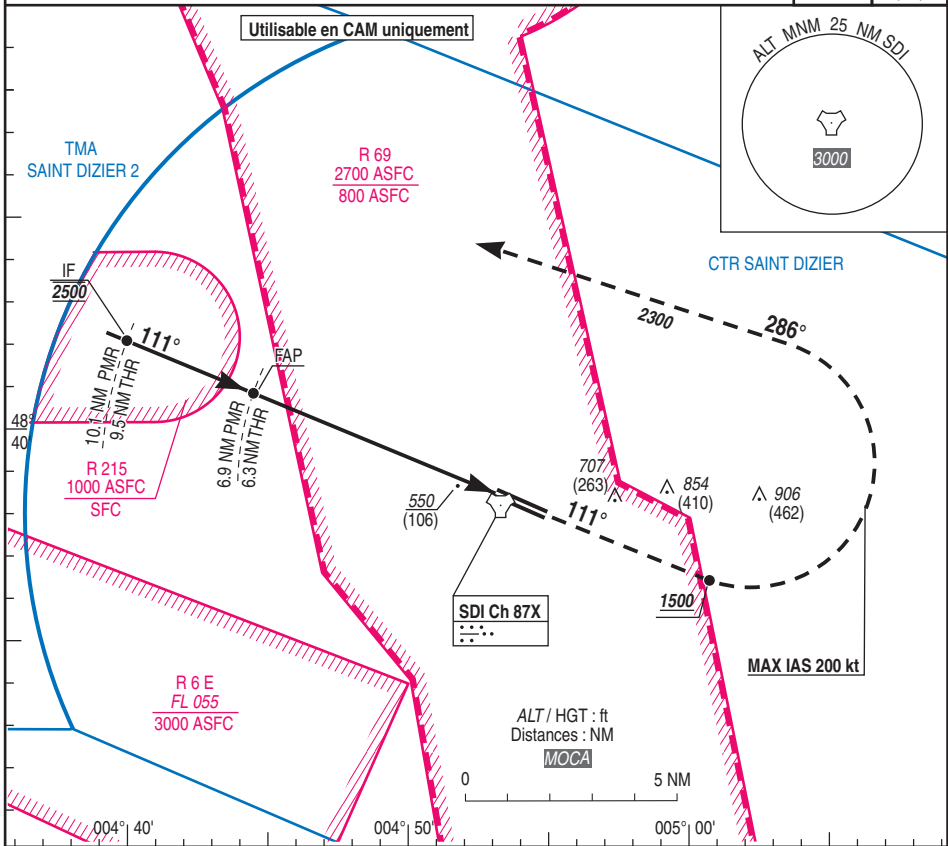 Utilisable en CAM uniquement
ALT MNM 25 NM SDI
3000
TMA
SAINT DIZIER 2
R 69
2700 ASFC
800 ASFC
CTR SAINT DIZIER
IF
2500
111°
286°
2300
FAP
10.1 NM PMR
9.5 NM THR
6.9 NM PMR
6.3 NM THR
48°
40'
R 215
1000 ASFC
SFC
550
(106)
707
(263)
854
(410)
906
(462)
111°
1500
SDI Ch 87X
MAX IAS 200 kt
R 6 E
FL 055
3000 ASFC
ALT / HGT : ft
Distances : NM
MOCA
0
5 NM
004° 40'
004° 50'
005° 00'